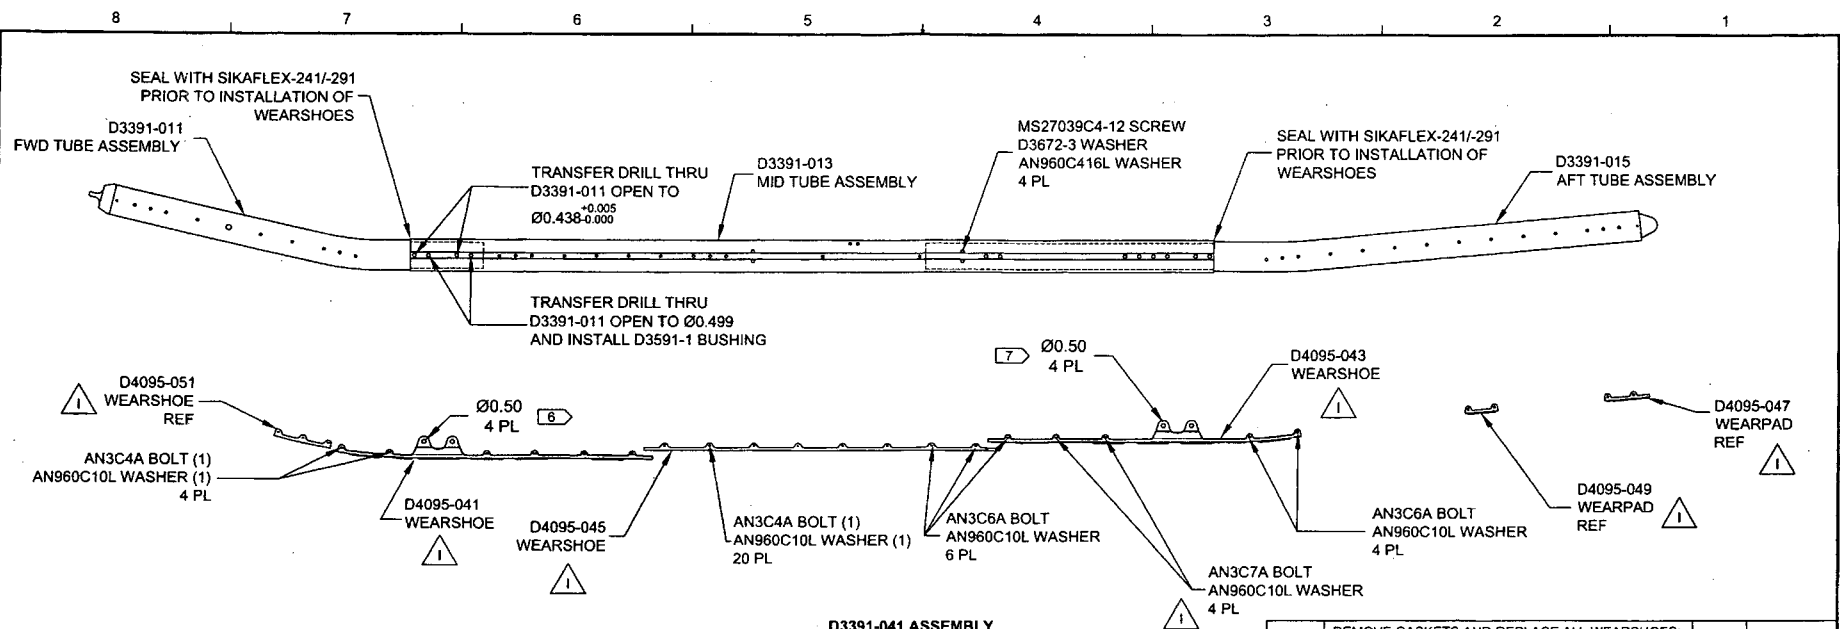 8 7 6 5 4 3 2 1
SEAL WITH SIKAFLEX-241/-291
PRIOR TO INSTALLATION OF
WEARSHOES
D3391-011
FWD TUBE ASSEMBLY
TRANSFER DRILL THRU
D3391-011 OPEN TO
Ø0.438 +0.005 -0.000
D3391-013
MID TUBE ASSEMBLY
MS27039C4-12 SCREW
D3672-3 WASHER
AN960C416L WASHER
4 PL
SEAL WITH SIKAFLEX-241/-291
PRIOR TO INSTALLATION OF
WEARSHOES
D3391-015
AFT TUBE ASSEMBLY
TRANSFER DRILL THRU
D3391-011 OPEN TO Ø0.499
AND INSTALL D3591-1 BUSHING
D4095-051
WEARSHOE
REF
1
Ø0.50
4 PL
6
7
Ø0.50
4 PL
D4095-043
WEARSHOE
1
D4095-047
WEARPAD
REF
1
AN3C4A BOLT (1)
AN960C10L WASHER (1)
4 PL
D4095-041
WEARSHOE
1
D4095-045
WEARSHOE
1
AN3C4A BOLT (1)
AN960C10L WASHER (1)
20 PL
AN3C6A BOLT
AN960C10L WASHER
6 PL
AN3C7A BOLT
AN960C10L WASHER
4 PL
1
AN3C6A BOLT
AN960C10L WASHER
4 PL
D4095-049
WEARPAD
REF
1
D3391-041 ASSEMBLY
REMOVE GASKETS AND REPLACE ALL WEARSHOES